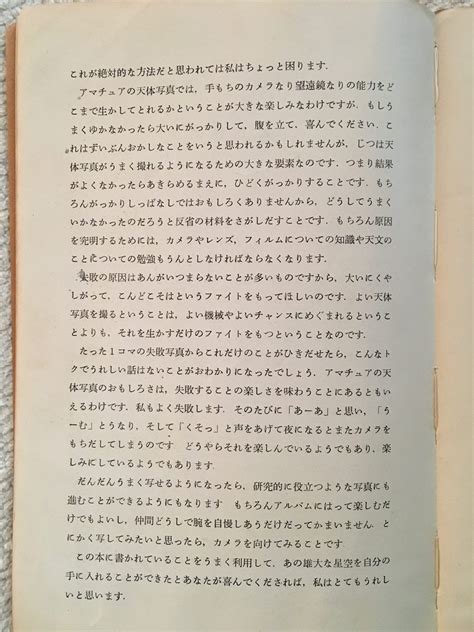 これが絶対的な方法だと思われては私はちょっと困ります．
アマチュアの天体写真では，手もちのカメラなり望遠鏡なりの能力をど
こまで生かしてとれるかということが大きな楽しみなわけですが，もしう
まくゆかなかったら大いにがっかりして，腹を立て，喜んでください．こ
れはずいぶんおかしなことをいうと思われるかもしれませんが，じつは天
体写真がうまく撮れるようになるための大きな要素なのです．つまり結果
がよくなかったらあきらめるまえに，ひどくがっかりすることです．もち
ろんがっかりしっぱなしではおもしろくありませんから，どうしてうまく
いかなかったのだろうと反省の材料をさがしだすことです．もちろん原因
を究明するためには，カメラやレンズ，フィルムについての知識や天文の
ことについての勉強もうんとしなければならなくなります．
失敗の原因はあんがいつまらないことが多いものですから，大いにくや
しがって，こんどこそはというファイトをもってほしいのです．よい天体
写真を撮るということは，よい機械やよいチャンスにめぐまれるというこ
とよりも，それを生かすだけのファイトをもつということなのです．
たった1コマの失敗写真からこれだけのことがひきだせたら，こんなト
クでうれしい話はないことがおわかりになったでしょう．アマチュアの天
体写真のおもしろさは，失敗することの楽しさを味わうことにあるともい
えるわけです．私もよく失敗します．そのたびに「あーあ」と思い，「う
ーむ」とうなり，そして「くそっ」と声をあげて夜になるとまたカメラを
もちだしてしまうのです　どうやらそれを楽しんでいるようでもあり，楽
しみにしているようでもあります．
だんだんうまく写せるようになったら，研究的に役立つような写真にも
進むことができるようにもなります　もちろんアルバムにはって楽しむだ
けでもよいし，仲間どうしで腕を自慢しあうだけだってかまいません．と
にかく写してみたいと思ったら，カメラを向けてみることです
この本に書かれていることをうまく利用して，あの雄大な星空を自分の
手に入れることができたとあなたが喜んでくだされば，私はとてもうれし
いと思います．